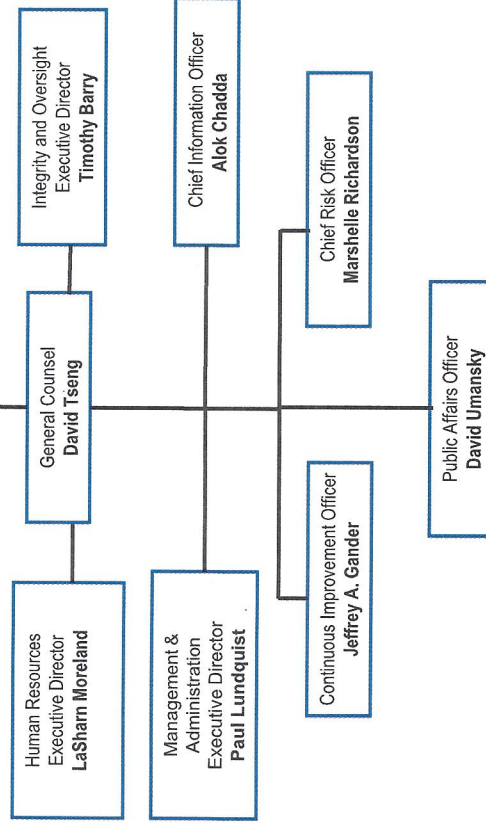 Human Resources
Executive Director
LaSharn Moreland
General Counsel
David Tseng
Integrity and Oversight
Executive Director
Timothy Barry
Management &
Administration
Executive Director
Paul Lundquist
Chief Information Officer
Alok Chadda
Continuous Improvement Officer
Jeffrey A. Gander
Chief Risk Officer
Marshelle Richardson
Public Affairs Officer
David Umansky